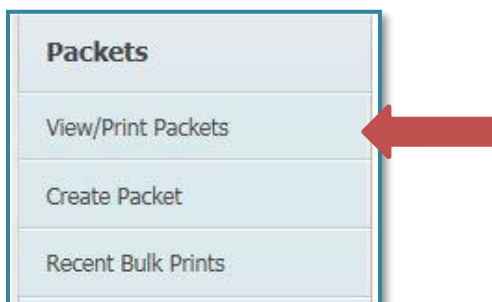 Packets
View/Print Packets
Create Packet
Recent Bulk Prints